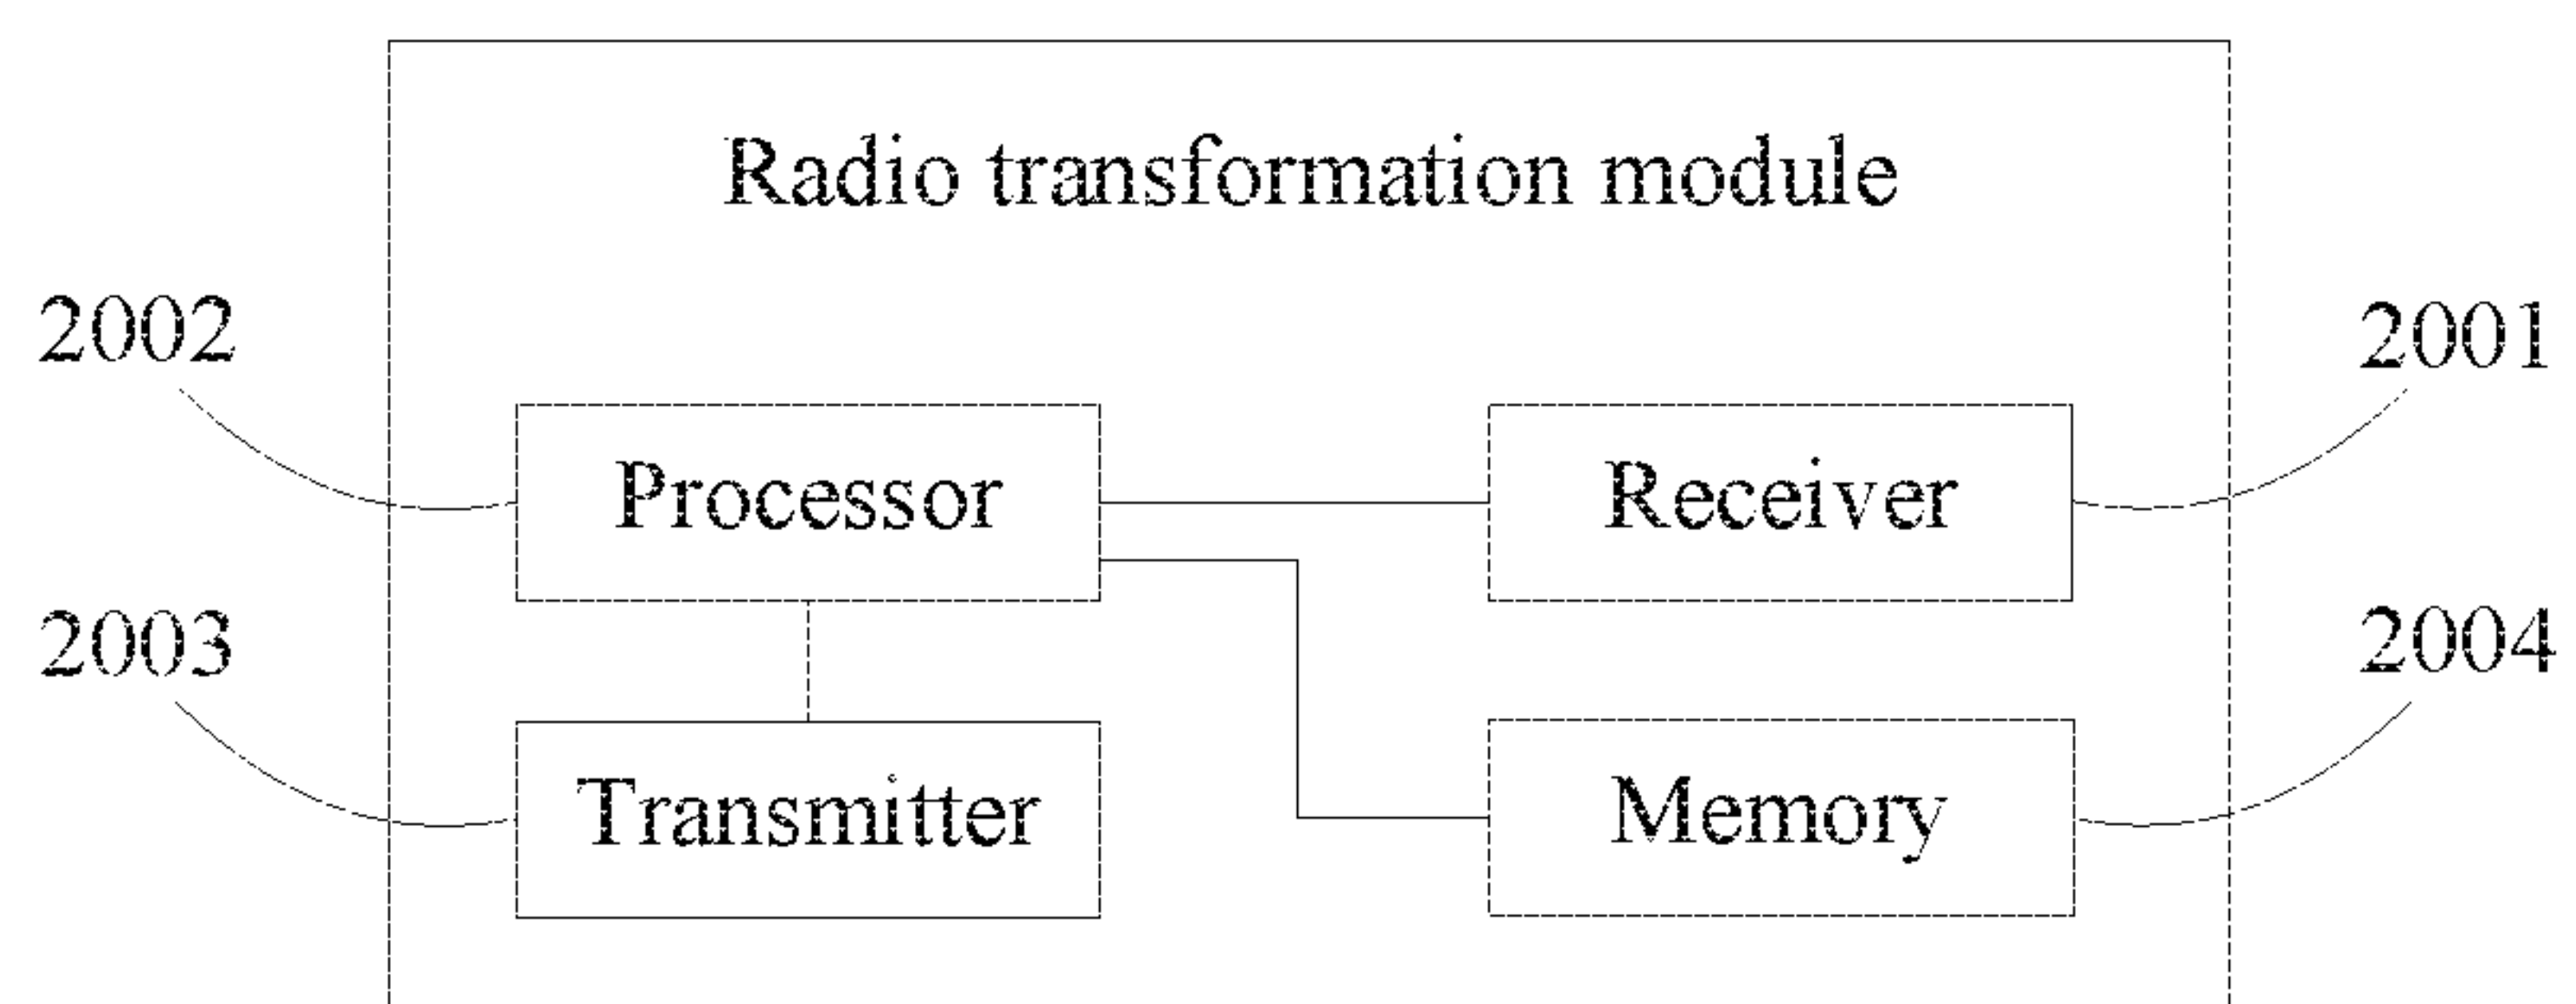 Radio transformation module
2002
2001
Processor
Receiver
2003
2004
Transmitter
Memory